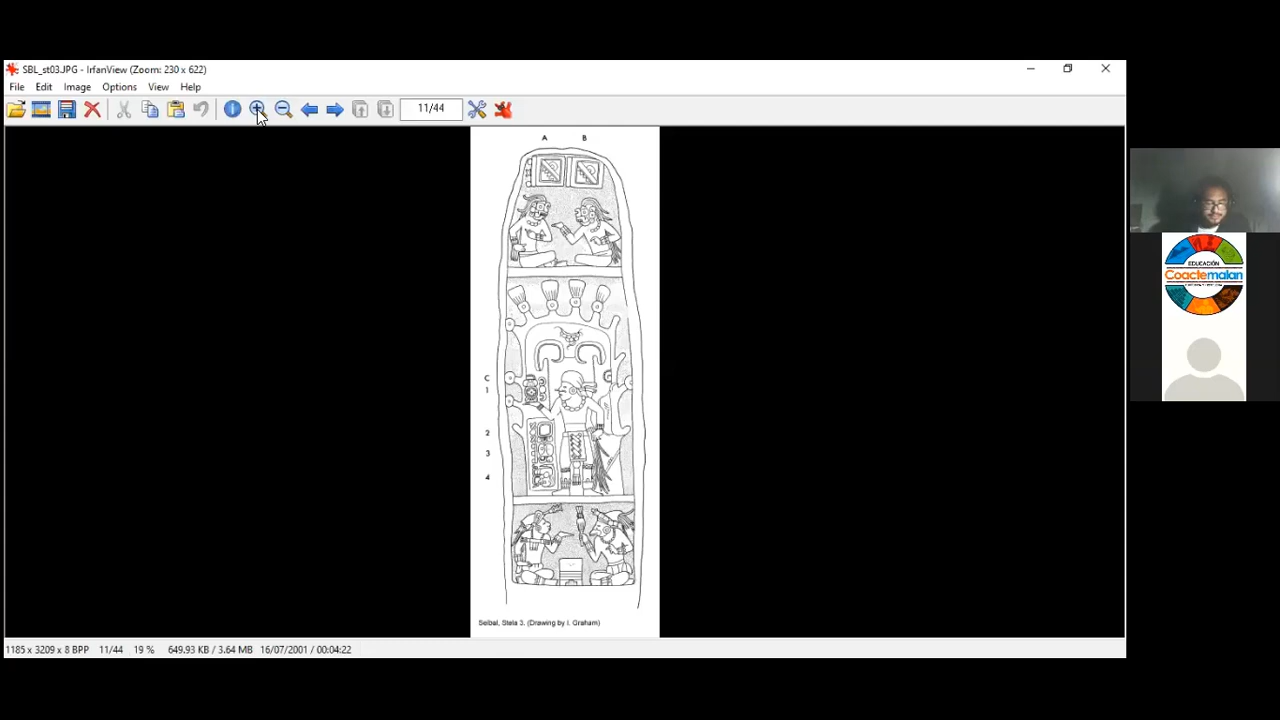 SBL_st03.JPG - IrfanView (Zoom: 230 x 622)
File Edit Image Options View Help
11/44
A B
C
1
2
3
4
Seibal, Stela 3. (Drawing by I. Graham)
1185 x 3209 x 8 BPP 11/44 19 % 649.93 KB / 3.64 MB 16/07/2001 / 00:04:22
EDUCACIÓN
Coactemalan